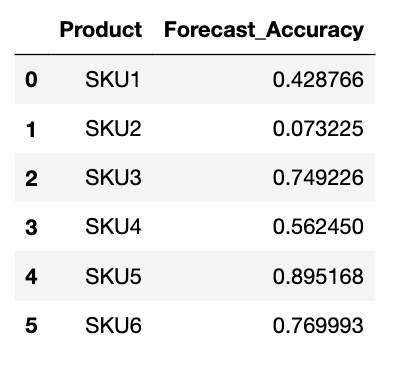 Product Forecast_Accuracy
0 SKU1 0.428766
1 SKU2 0.073225
2 SKU3 0.749226
3 SKU4 0.562450
4 SKU5 0.895168
5 SKU6 0.769993